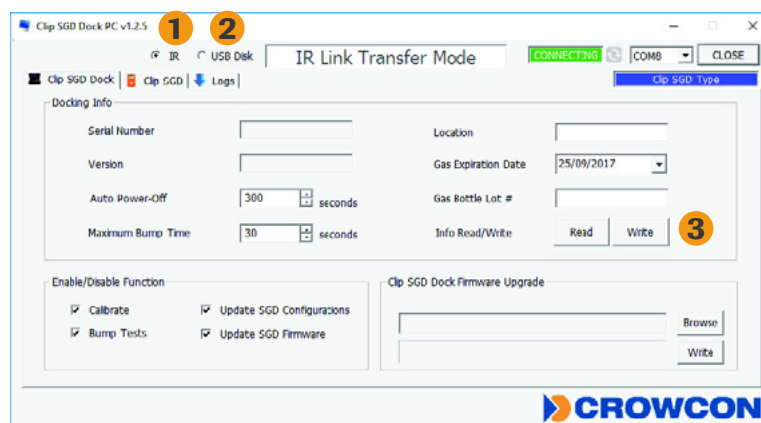 Clip SGD Dock PC v1.2.5
1
2
IR
USB Disk
IR Link Transfer Mode
CONNECTING
COM8
CLOSE
Clip SGD Dock
Clip SGD
Logs
Clip SGD Type
Docking Info
Serial Number
Location
Version
Gas Expiration Date
25/09/2017
Auto Power-Off
300
seconds
Gas Bottle Lot #
Maximum Bump Time
30
seconds
Info Read/Write
Read
Write
3
Enable/Disable Function
Calibrate
Update SGD Configurations
Bump Tests
Update SGD Firmware
Clip SGD Dock Firmware Upgrade
Browse
Write
CROWCON